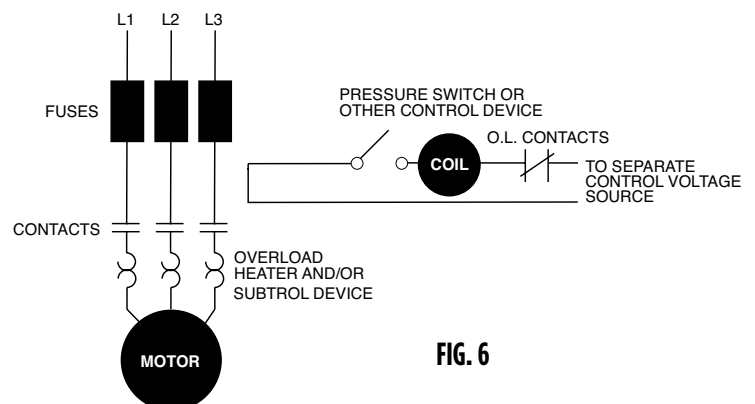 L1 L2 L3
FUSES
PRESSURE SWITCH OR
OTHER CONTROL DEVICE
O.L. CONTACTS
COIL
TO SEPARATE
CONTROL VOLTAGE
SOURCE
CONTACTS
OVERLOAD
HEATER AND/OR
SUBTROL DEVICE
MOTOR
FIG. 6